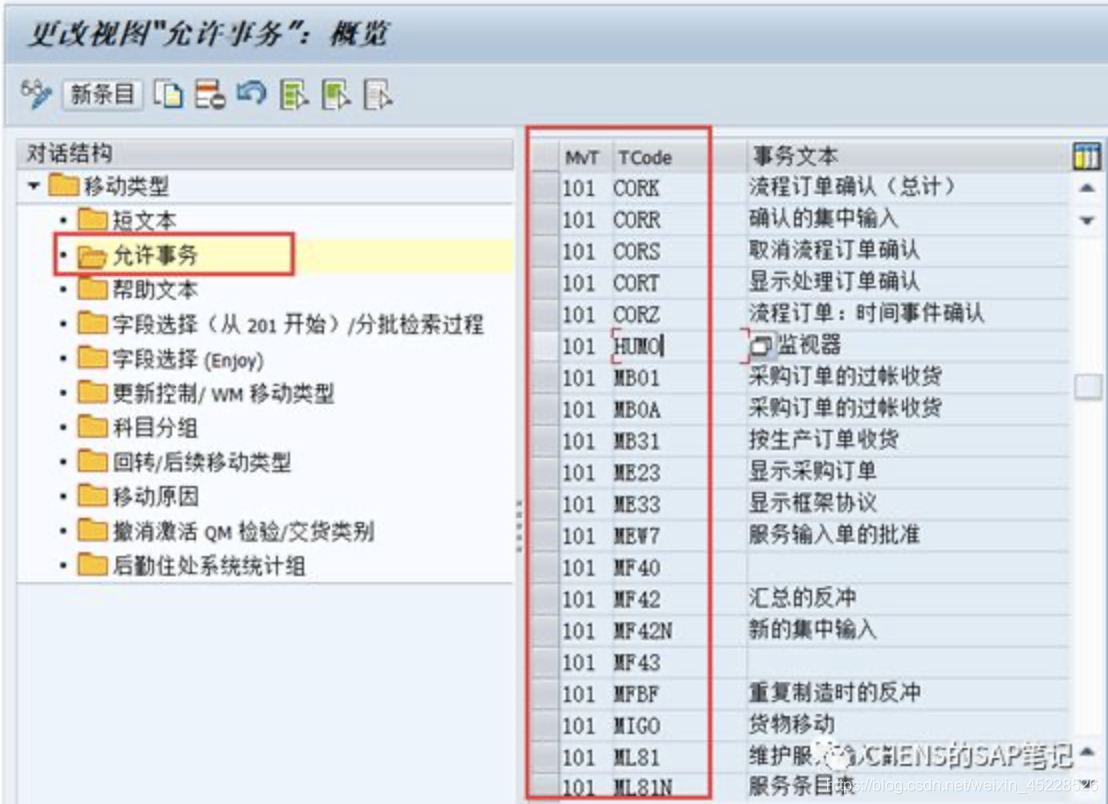 更改视图“允许事务”：概览
新条目
对话结构
移动类型
短文本
允许事务
帮助文本
字段选择（从 201 开始）/分批检索过程
字段选择 (Enjoy)
更新控制/ WM 移动类型
科目分组
回转/后续移动类型
移动原因
撤消激活 QM 检验/交货类别
后勤住处系统统计组
MvT TCode 事务文本
101 CORK 流程订单确认（总计）
101 CORR 确认的集中输入
101 CORS 取消流程订单确认
101 CORT 显示处理订单确认
101 CORZ 流程订单：时间事件确认
101 HUMO 监视器
101 MB01 采购订单的过帐收货
101 MB0A 采购订单的过帐收货
101 MB31 按生产订单收货
101 ME23 显示采购订单
101 ME33 显示框架协议
101 MEW7 服务输入单的批准
101 MF40
101 MF42 汇总的反冲
101 MF42N 新的集中输入
101 MF43
101 MFBF 重复制造时的反冲
101 MIGO 货物移动
101 ML81 维护服
101 ML81N 服务条目表
CHENS的SAP笔记
https://blog.csdn.net/weixin_45228526